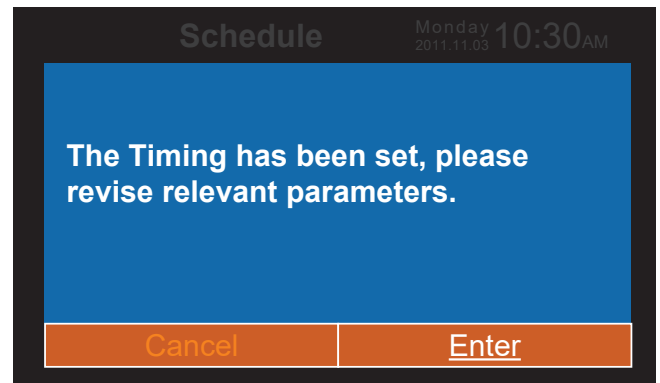 Schedule
Monday
2011.11.03 10:30AM
The Timing has been set, please
revise relevant parameters.
Cancel
Enter